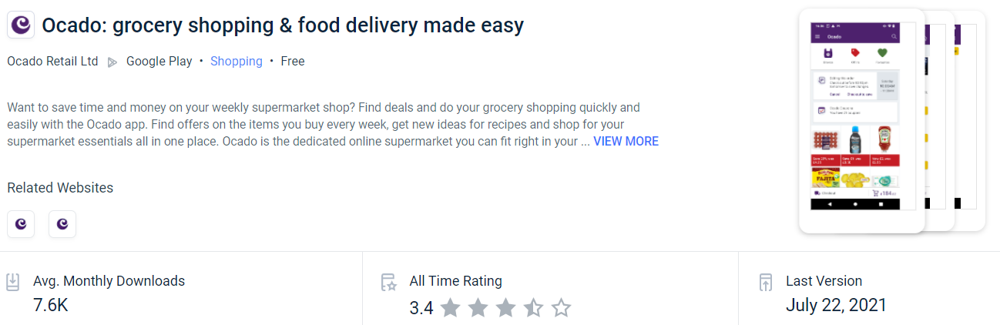 Ocado: grocery shopping & food delivery made easy
Ocado Retail Ltd Google Play • Shopping • Free
Want to save time and money on your weekly supermarket shop? Find deals and do your grocery shopping quickly and
easily with the Ocado app. Find offers on the items you buy every week, get new ideas for recipes and shop for your
supermarket essentials all in one place. Ocado is the dedicated online supermarket you can fit right in your ... VIEW MORE
Related Websites
Avg. Monthly Downloads
7.6K
All Time Rating
3.4
Last Version
July 22, 2021
Ocado
FAJITA